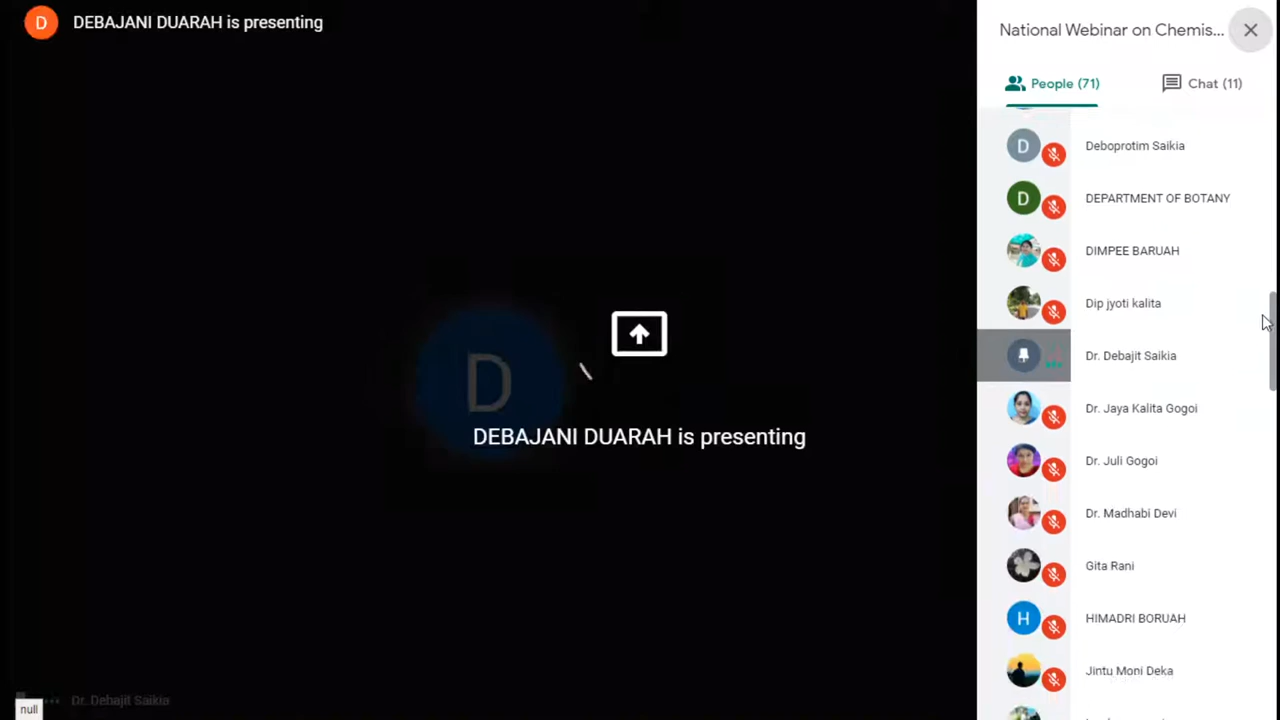 D
DEBAJANI DUARAH is presenting
National Webinar on Chemis...
People (71)
Chat (11)
D
Deboprotim Saikia
D
DEPARTMENT OF BOTANY
DIMPEE BARUAH
Dip jyoti kalita
Dr. Debajit Saikia
D
DEBAJANI DUARAH is presenting
Dr. Jaya Kalita Gogoi
Dr. Juli Gogoi
Dr. Madhabi Devi
Gita Rani
H
HIMADRI BORUAH
Jintu Moni Deka
Dr. Debajit Saikia
null